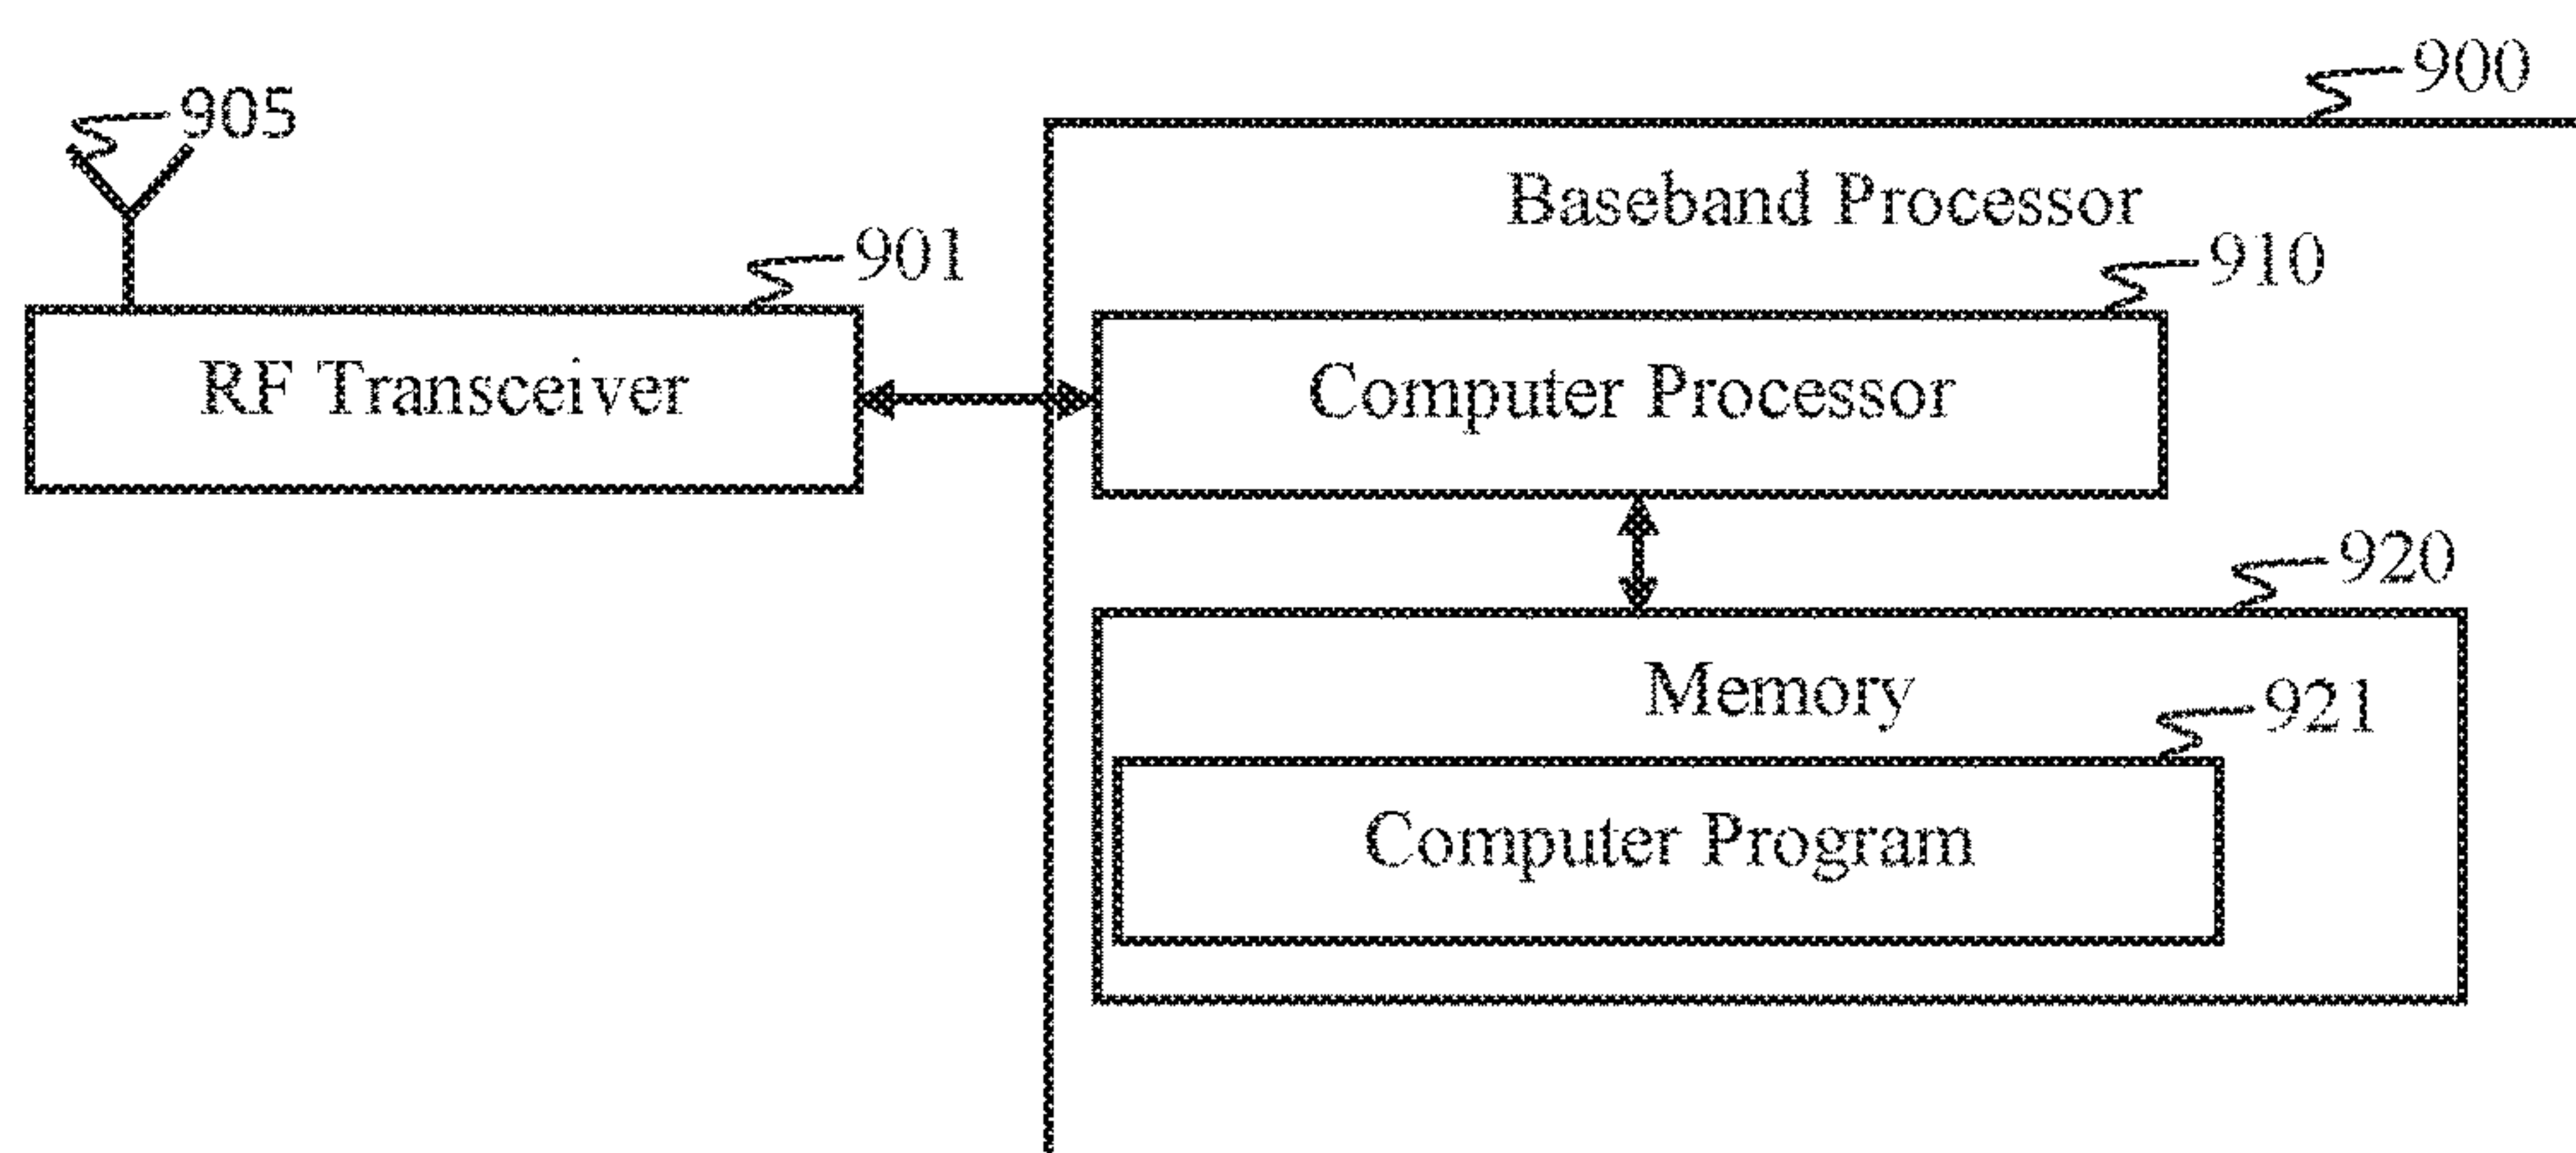 900
905
Baseband Processor
901
910
RF Transceiver
Computer Processor
920
Memory
921
Computer Program